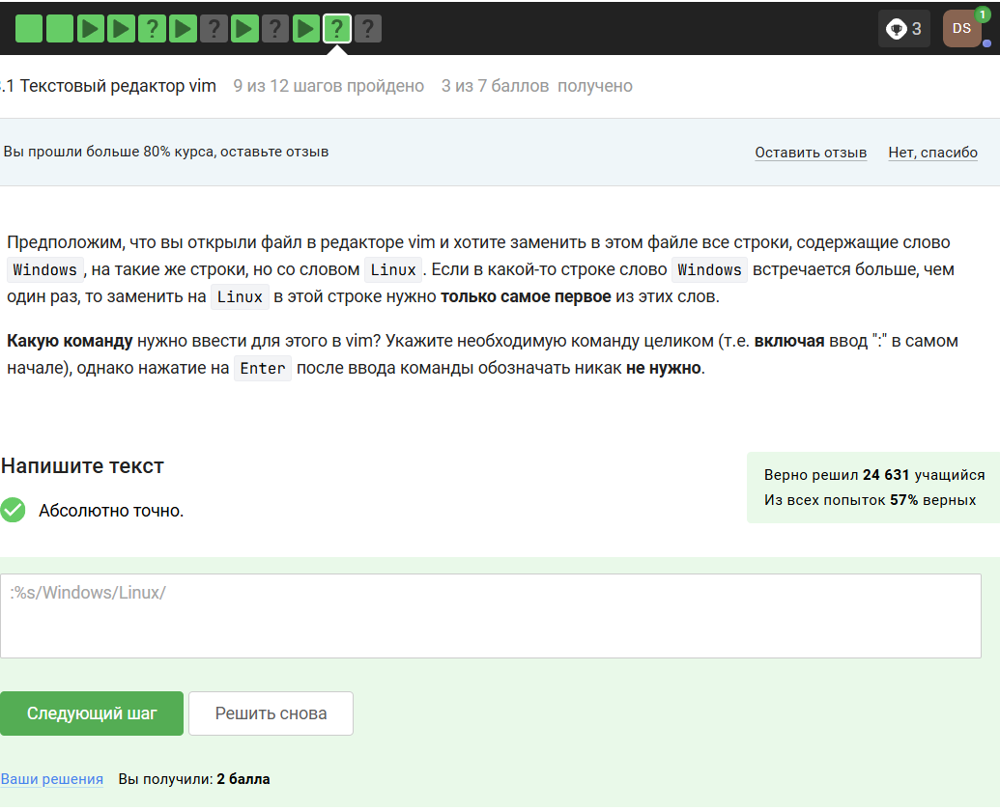 ? ? ? ? ? 3 DS 1
.1 Текстовый редактор vim 9 из 12 шагов пройдено 3 из 7 баллов получено
Вы прошли больше 80% курса, оставьте отзыв Оставить отзыв Нет, спасибо
Предположим, что вы открыли файл в редакторе vim и хотите заменить в этом файле все строки, содержащие слово
Windows, на такие же строки, но со словом Linux. Если в какой-то строке слово Windows встречается больше, чем
один раз, то заменить на Linux в этой строке нужно только самое первое из этих слов.
Какую команду нужно ввести для этого в vim? Укажите необходимую команду целиком (т.е. включая ввод ":" в самом
начале), однако нажатие на Enter после ввода команды обозначать никак не нужно.
Напишите текст
Абсолютно точно.
Верно решил 24 631 учащийся
Из всех попыток 57% верных
:%s/Windows/Linux/
Следующий шаг Решить снова
Ваши решения Вы получили: 2 балла